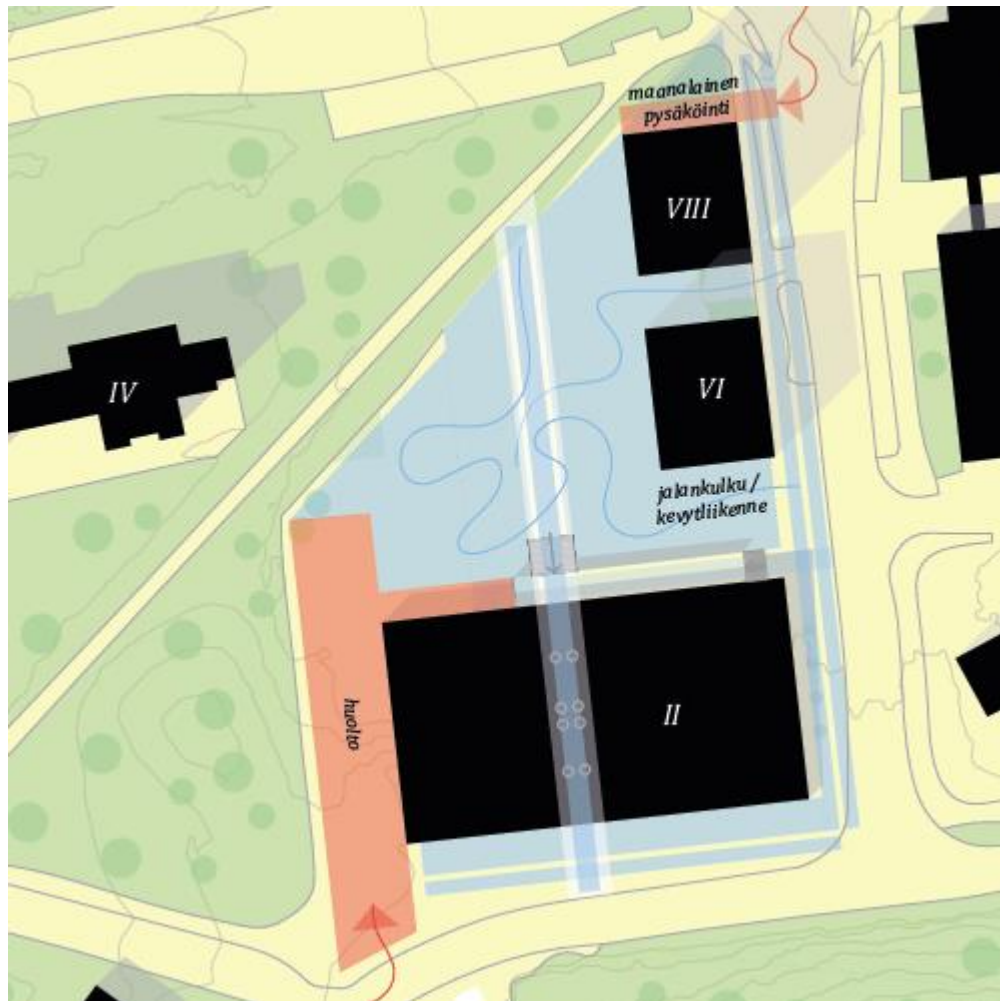 maanalainen
pysäköinti
VIII
IV
VI
jalankulku /
kevytliikenne
huolto
II